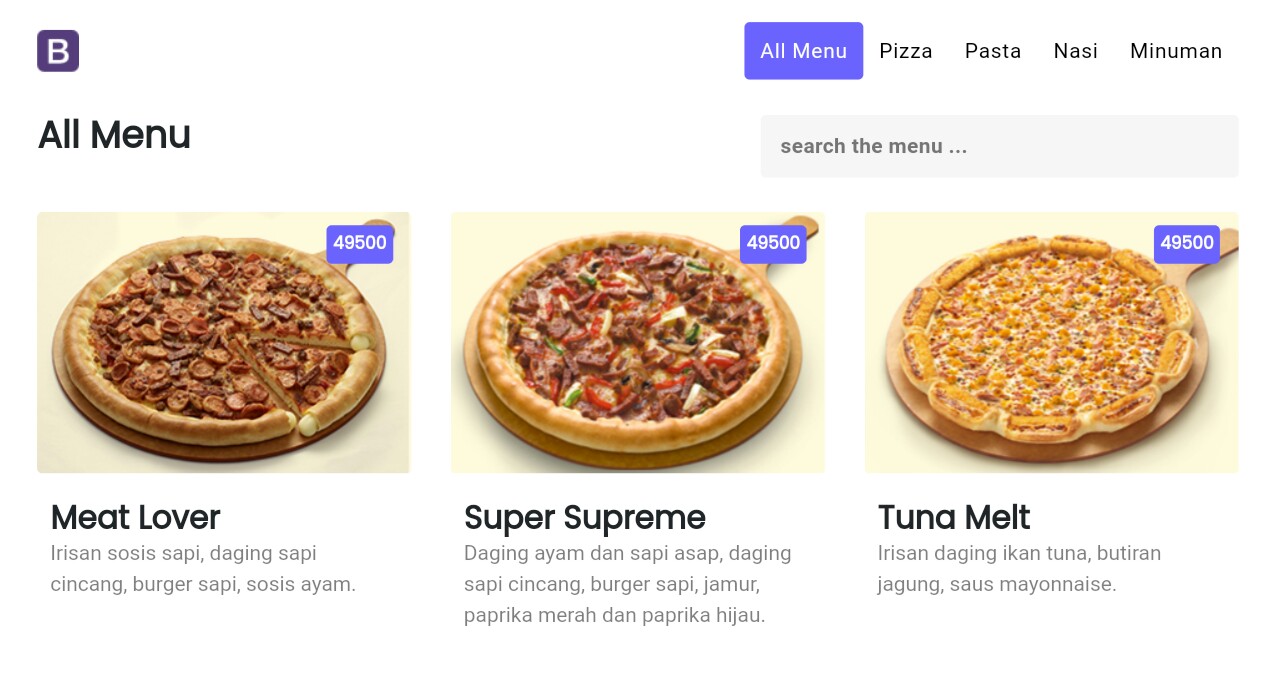 B
All Menu Pizza Pasta Nasi Minuman
All Menu
search the menu ...
49500
49500
49500
Meat Lover
Irisan sosis sapi, daging sapi
cincang, burger sapi, sosis ayam.
Super Supreme
Daging ayam dan sapi asap, daging
sapi cincang, burger sapi, jamur,
paprika merah dan paprika hijau.
Tuna Melt
Irisan daging ikan tuna, butiran
jagung, saus mayonnaise.